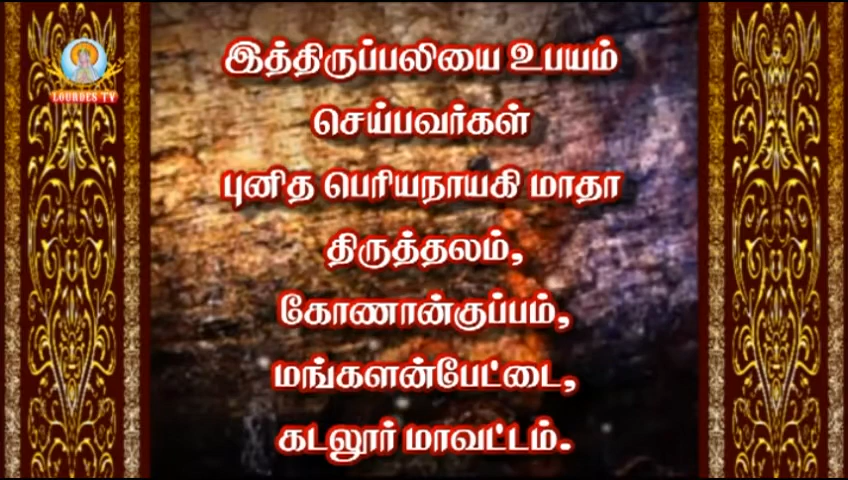 LOURDES TV
இத்திருப்பலியை உபயம்
செய்பவர்கள்
புனித பெரியநாயகி மாதா
திருத்தலம்,
கோணான்குப்பம்,
மங்களன்பேட்டை,
கடலூர் மாவட்டம்.